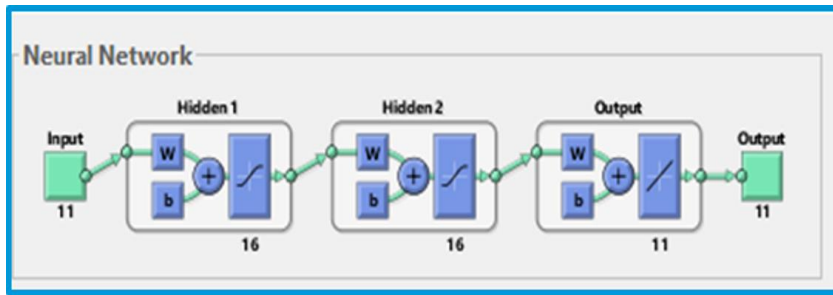 Neural Network
Hidden 1 Hidden 2 Output
Input Output
W W W
+ + +
b b b
11 11
16 16 11